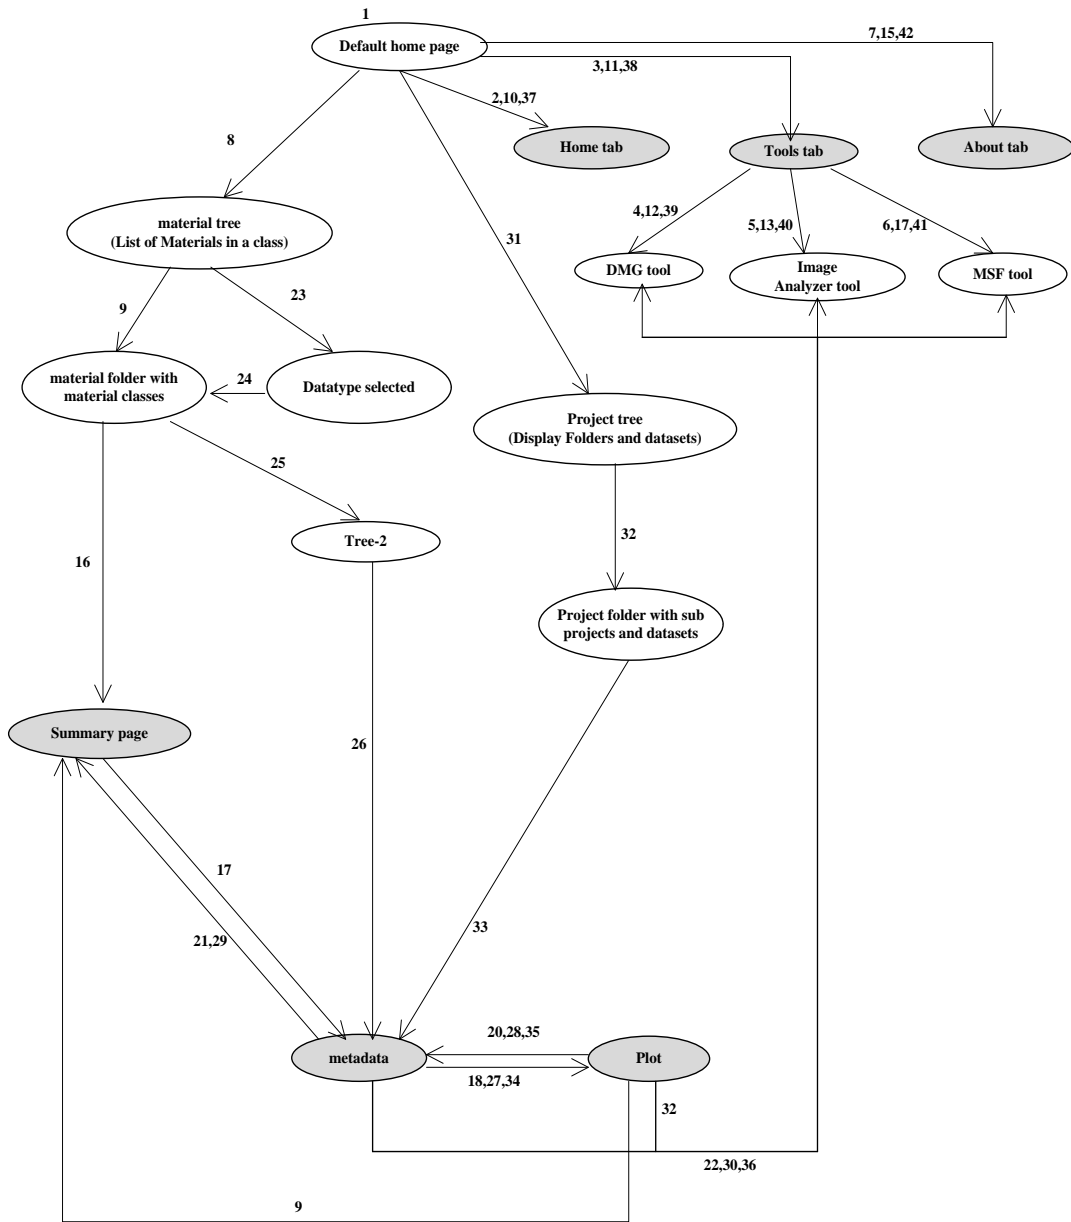 1
Default home page
7,15,42
3,11,38
2,10,37
8
Home tab
Tools tab
About tab
material tree
(List of Materials in a class)
4,12,39
5,13,40
6,17,41
31
DMG tool
Image
Analyzer tool
MSF tool
9
23
material folder with
material classes
24
Datatype selected
Project tree
(Display Folders and datasets)
25
16
Tree-2
32
Project folder with sub
projects and datasets
Summary page
26
17
21,29
33
metadata
20,28,35
18,27,34
Plot
32
22,30,36
9